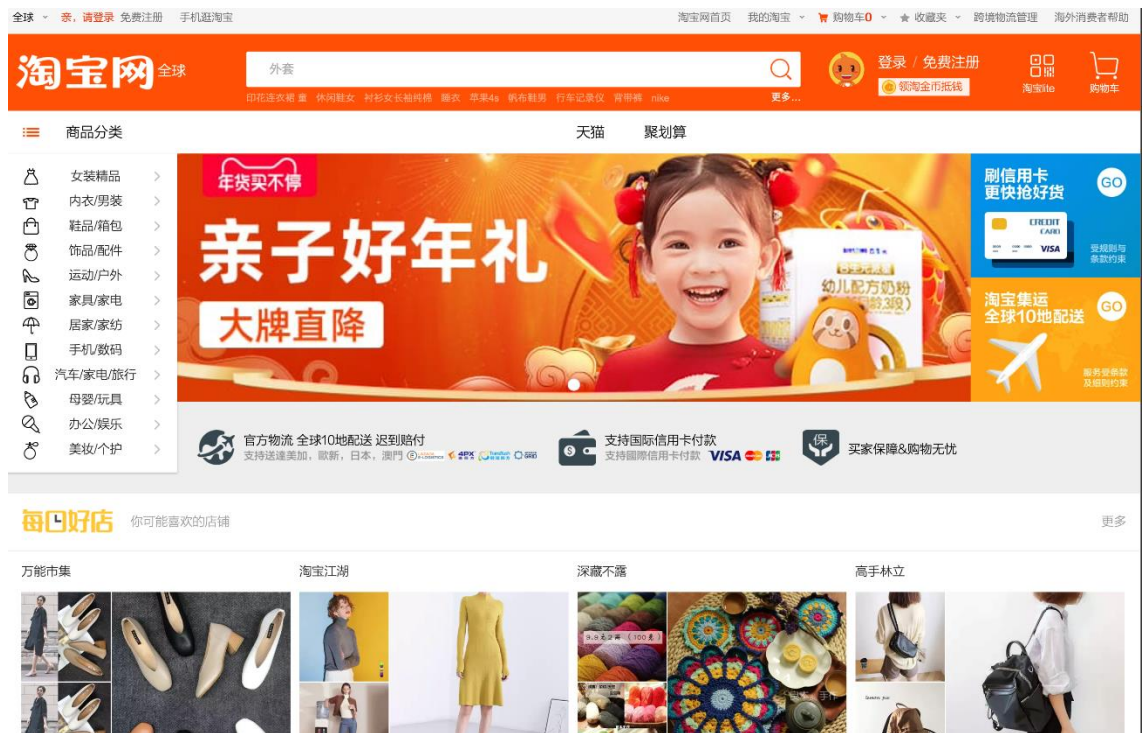 全球 亲，请登录 免费注册 手机逛淘宝 淘宝网首页 我的淘宝 购物车0 收藏夹 跨境物流管理 海外消费者帮助
淘宝网 全球 外套 登录 / 免费注册
领淘金币抵钱 淘宝lite 购物车
印花连衣裙 童 休闲鞋女 衬衫女长袖纯棉 睡衣 苹果4s 帆布鞋男 行车记录仪 背带裤 nike 更多...
商品分类 天猫 聚划算
女装精品
内衣/男装
鞋品/箱包
饰品/配件
运动/户外
家具/家电
居家/家纺
手机/数码
汽车/家电/旅行
母婴/玩具
办公/娱乐
美妆/个护
年货买不停
亲子好年礼
大牌直降
幼儿配方奶粉
刷信用卡
更快抢好货
GO
CREDIT
CARD
VISA
受规则与
条款约束
淘宝集运
全球10地配送
GO
服务受条款
及细则约束
官方物流 全球10地配送 迟到赔付
支持送達美加，歐新，日本，澳門 4PX
支持国际信用卡付款
支持國際信用卡付款 VISA JCB
保
买家保障&购物无忧
每日好店 你可能喜欢的店铺 更多
万能市集 淘宝江湖 深藏不露 高手林立
9.9元2两 (100克)